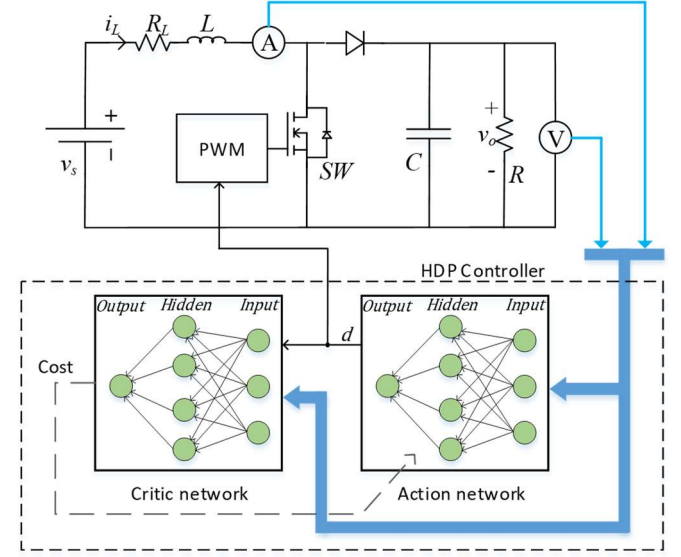 i_L R_L L A
+
v_s
PWM
SW
C
+
v_o
-
R
V
HDP Controller
Output Hidden Input
Output Hidden Input
d
Cost
Critic network
Action network